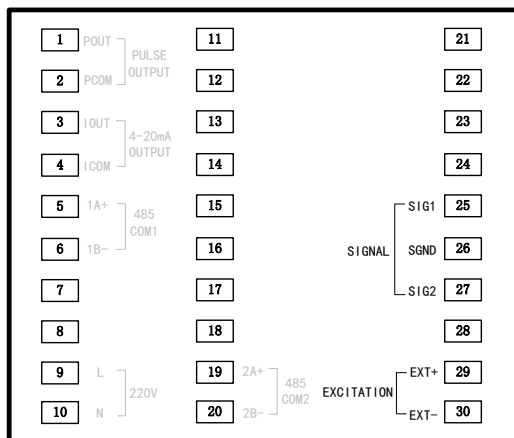 1 POUT 11 21
PULSE
OUTPUT
2 PCOM 12 22
3 IOUT 13 23
4-20mA
OUTPUT
4 ICOM 14 24
5 1A+ 15 SIG1 25
485
COM1
6 1B- 16 SIGNAL SGND 26
7 17 SIG2 27
8 18 28
9 L 19 2A+ EXT+ 29
220V 485
COM2 EXCITATION
10 N 20 2B- EXT- 30